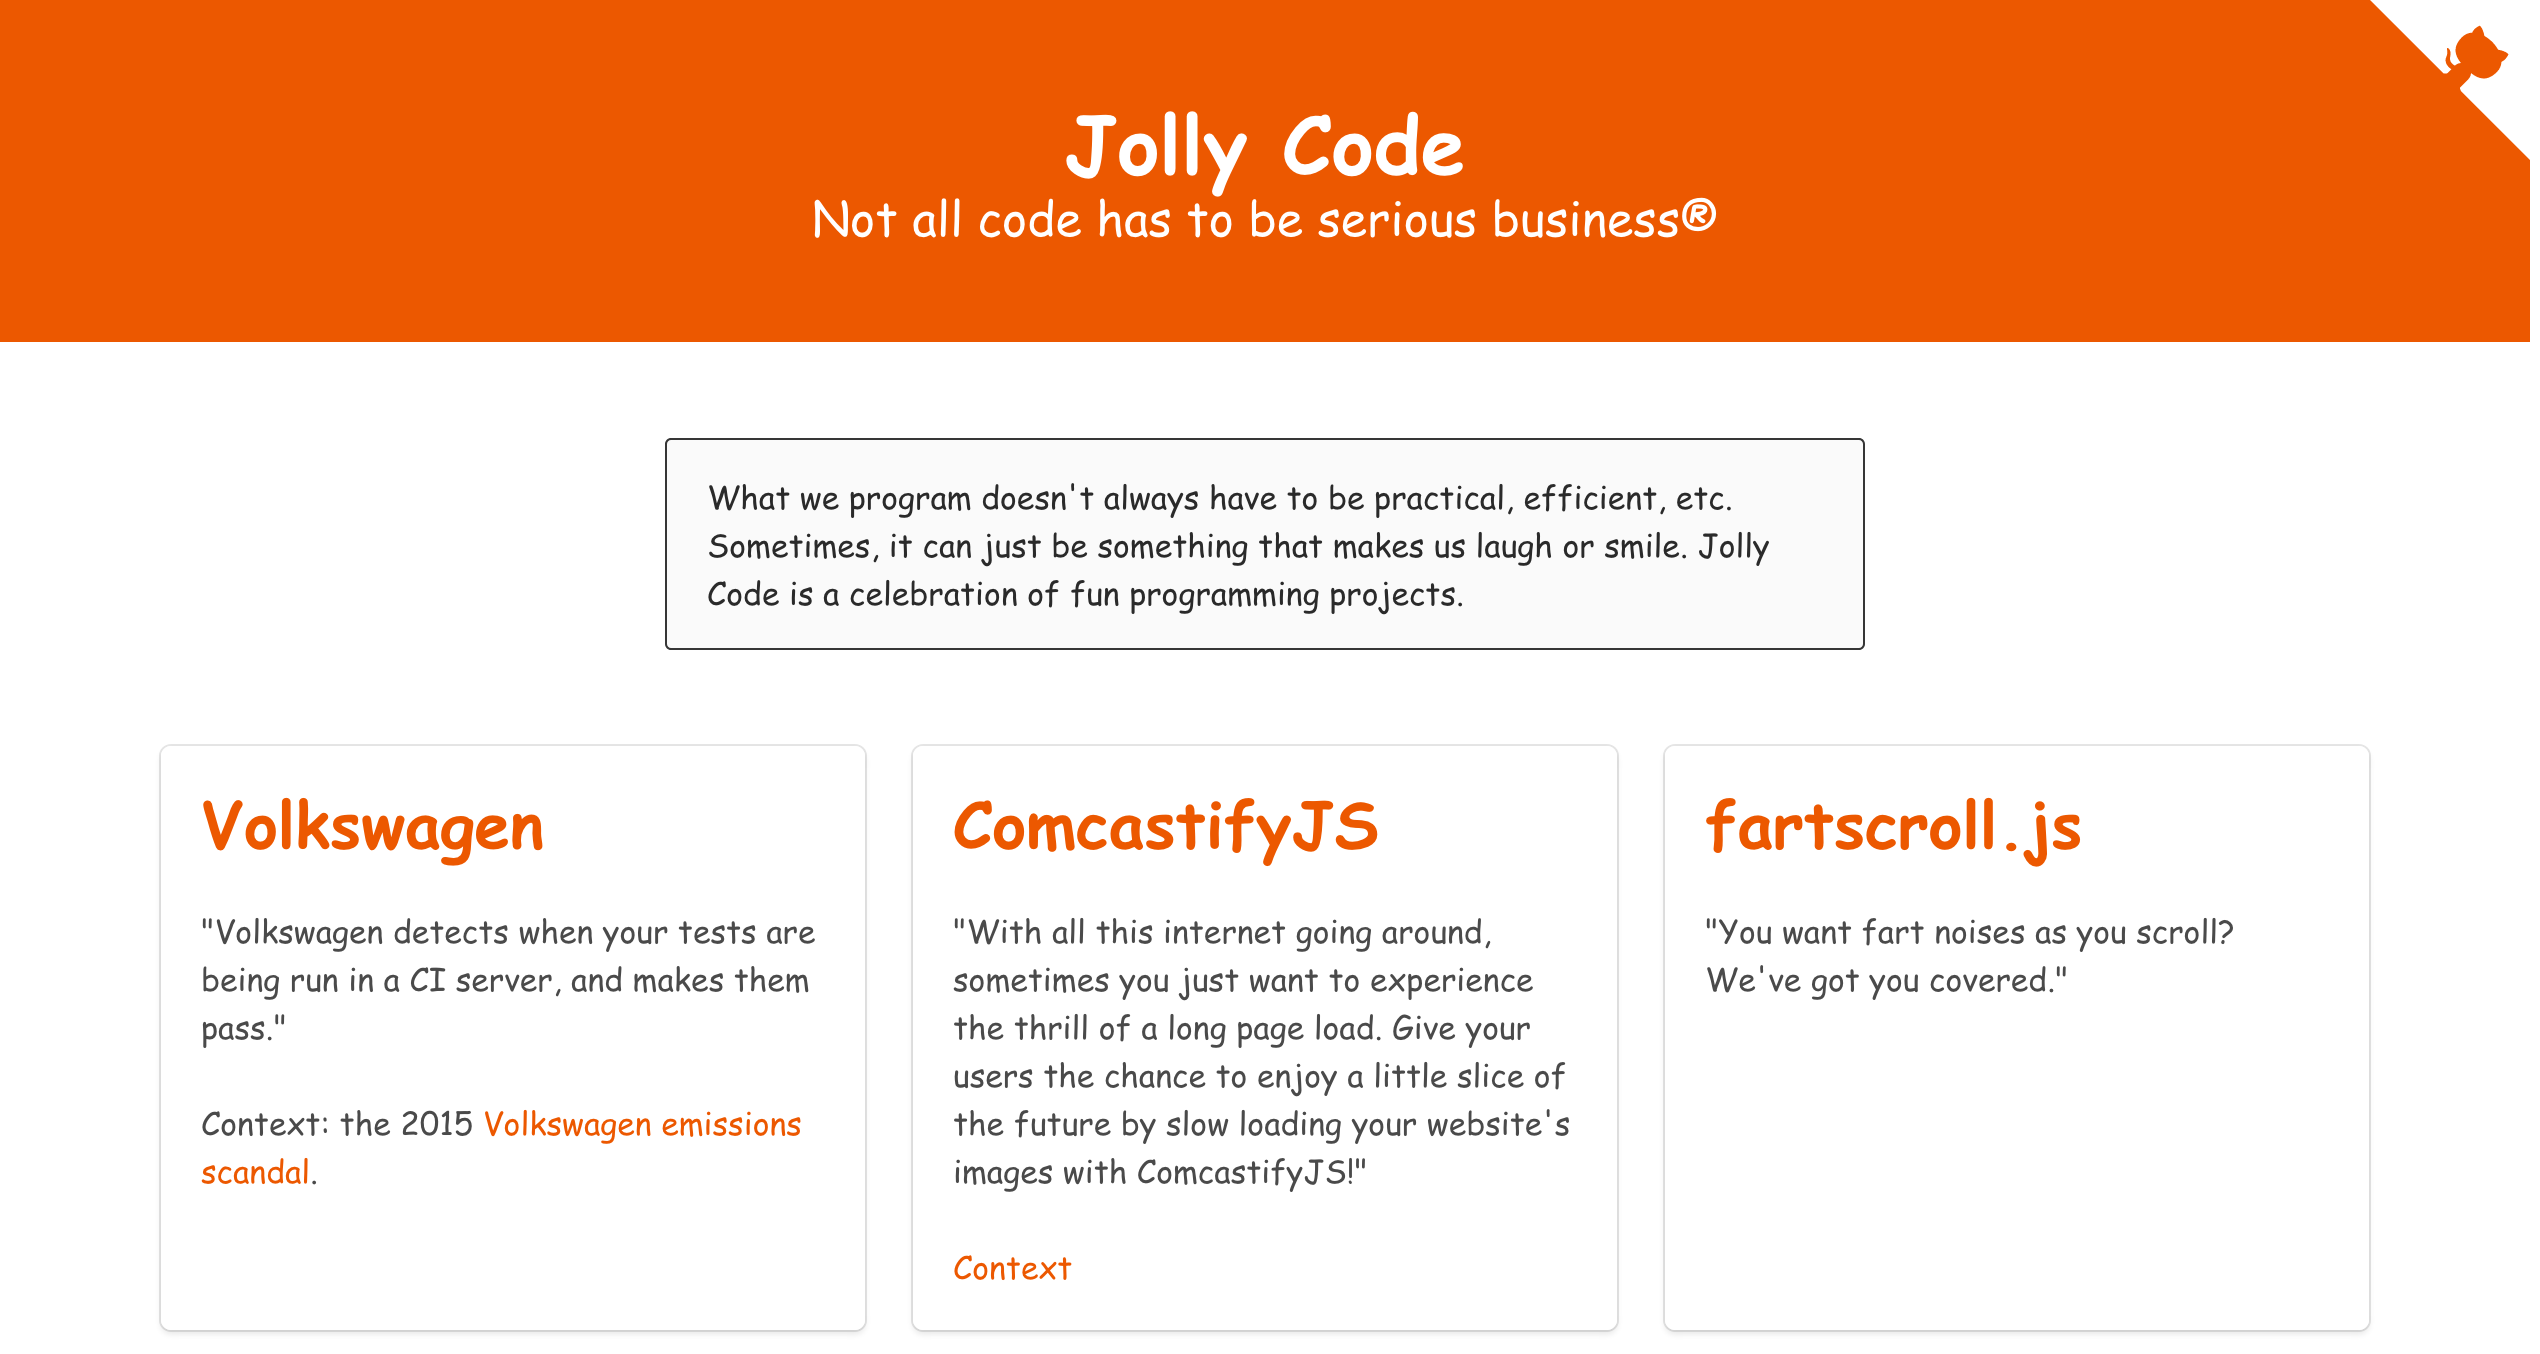 Jolly Code
Not all code has to be serious business®
What we program doesn't always have to be practical, efficient, etc.
Sometimes, it can just be something that makes us laugh or smile. Jolly
Code is a celebration of fun programming projects.
Volkswagen
"Volkswagen detects when your tests are
being run in a CI server, and makes them
pass."
Context: the 2015 Volkswagen emissions
scandal.
ComcastifyJS
"With all this internet going around,
sometimes you just want to experience
the thrill of a long page load. Give your
users the chance to enjoy a little slice of
the future by slow loading your website's
images with ComcastifyJS!"
Context
fartscroll.js
"You want fart noises as you scroll?
We've got you covered."